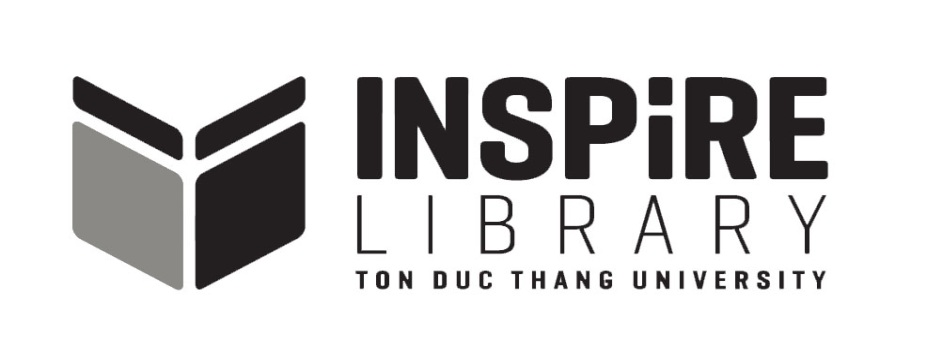 INSPiRE
LIBRARY
TON DUC THANG UNIVERSITY